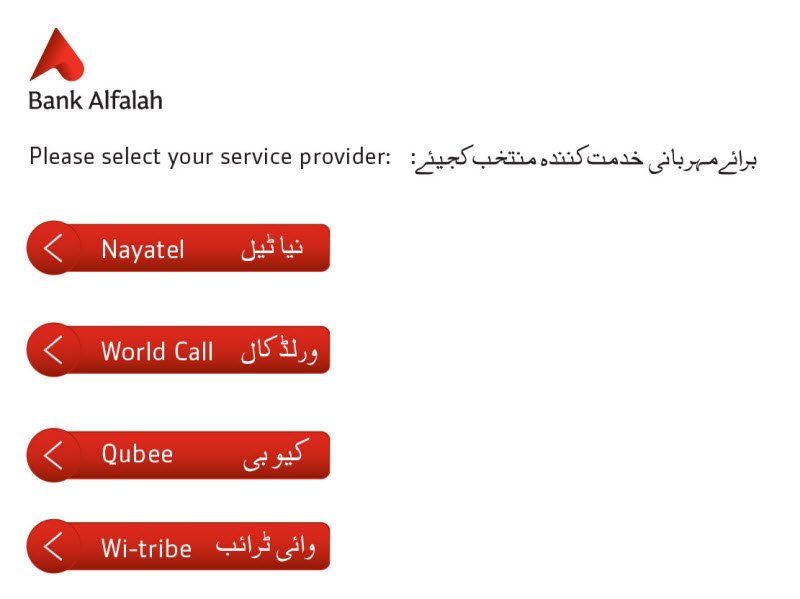 Bank Alfalah
Please select your service provider: برائے مہربانی خدمت کنندہ منتخب کجیئے:
Nayatel نیا ٹیل
World Call ورلڈ کال
Qubee کیو بی
Wi-tribe وائی ٹرائب